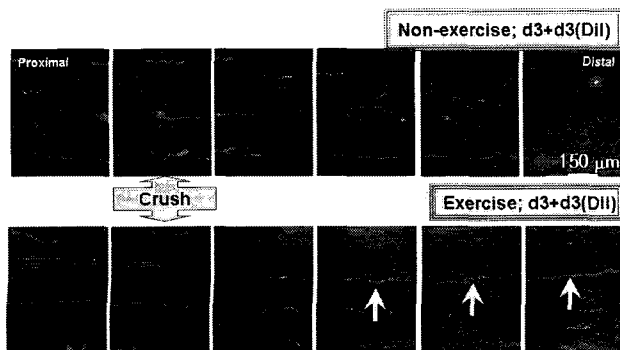 Non-exercise; d3+d3(DiI)
Proximal
Distal
150 μm
Crush
Exercise; d3+d3(DiI)